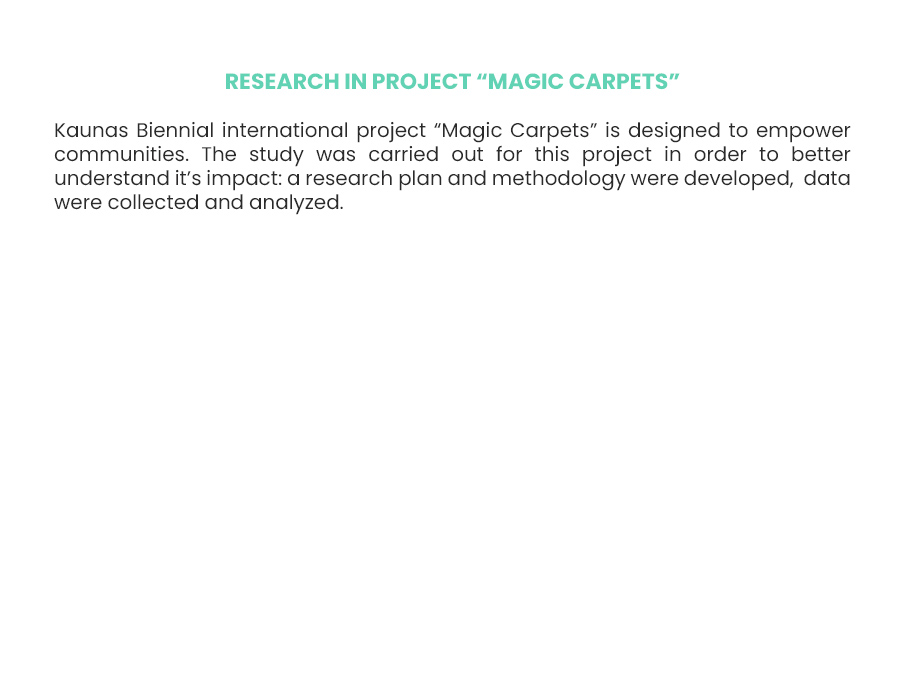 RESEARCH IN PROJECT “MAGIC CARPETS”
Kaunas Biennial international project “Magic Carpets” is designed to empower
communities. The study was carried out for this project in order to better
understand it’s impact: a research plan and methodology were developed,  data
were collected and analyzed.